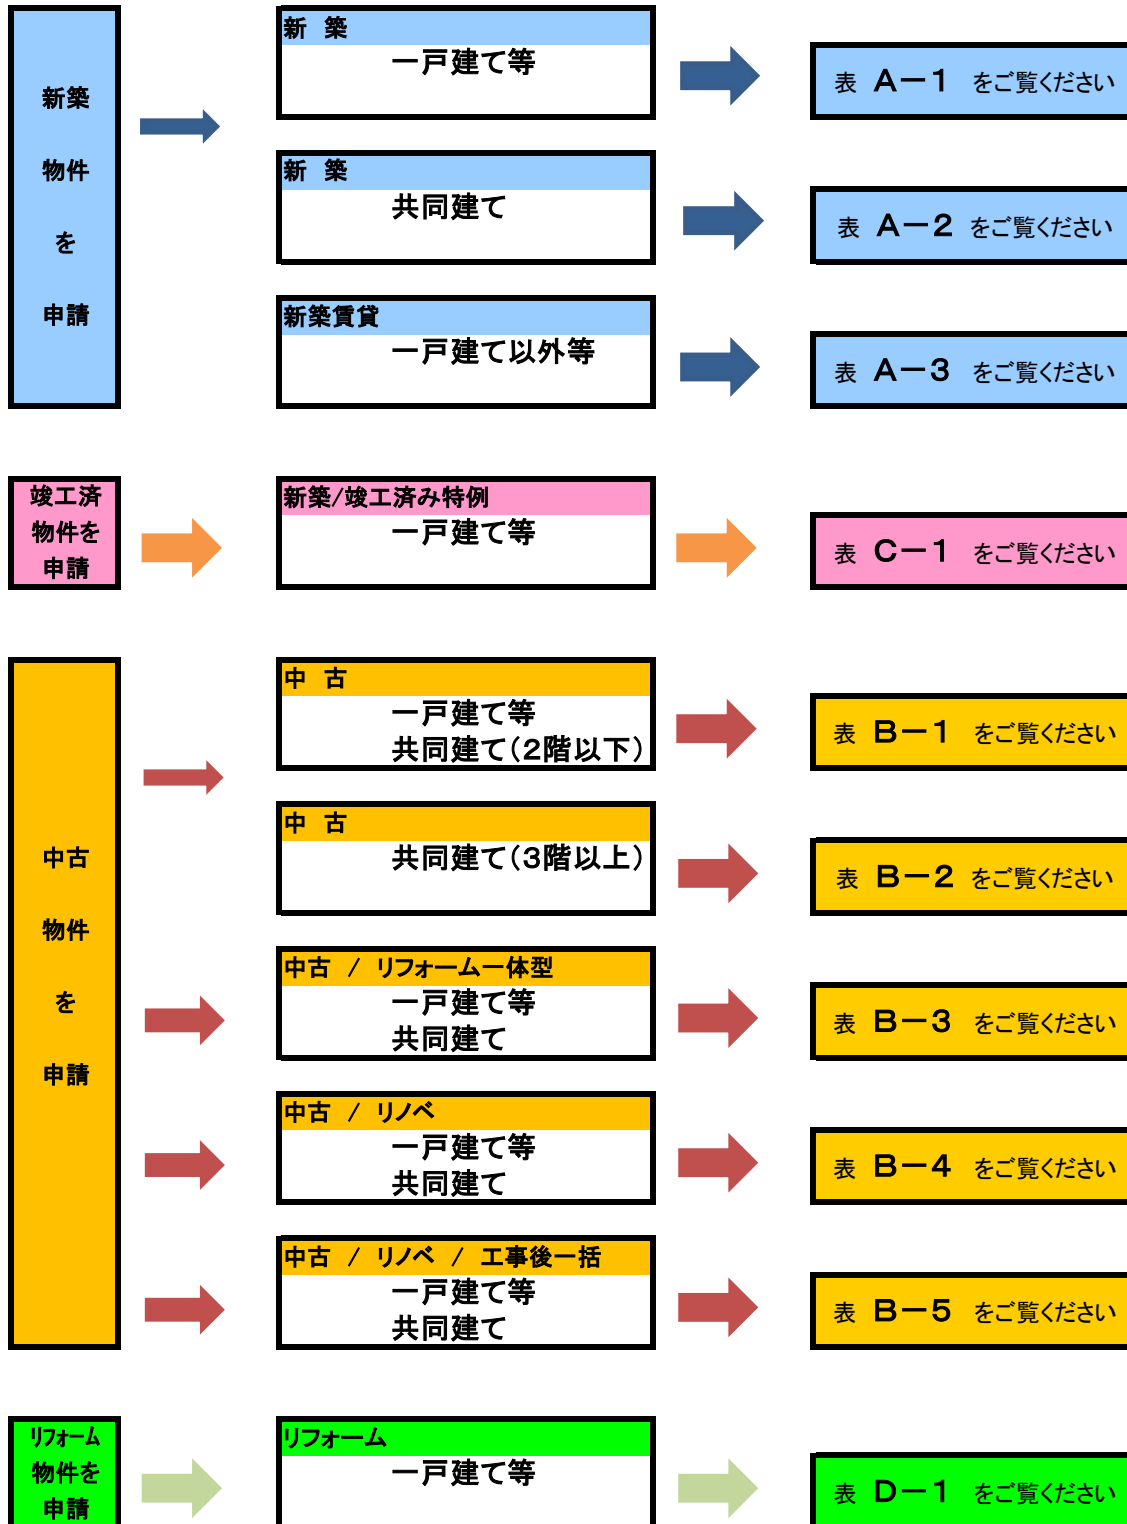 新築
物件
を
申請
新 築
一戸建て等
表 A－1 をご覧ください
新 築
共同建て
表 A－2 をご覧ください
新築賃貸
一戸建て以外等
表 A－3 をご覧ください
竣工済
物件を
申請
新築/竣工済み特例
一戸建て等
表 C－1 をご覧ください
中古
物件
を
申請
中 古
一戸建て等
共同建て(2階以下)
表 B－1 をご覧ください
中 古
共同建て(3階以上)
表 B－2 をご覧ください
中古 / リフォーム一体型
一戸建て等
共同建て
表 B－3 をご覧ください
中古 / リノベ
一戸建て等
共同建て
表 B－4 をご覧ください
中古 / リノベ / 工事後一括
一戸建て等
共同建て
表 B－5 をご覧ください
リフォーム
物件を
申請
リフォーム
一戸建て等
表 D－1 をご覧ください